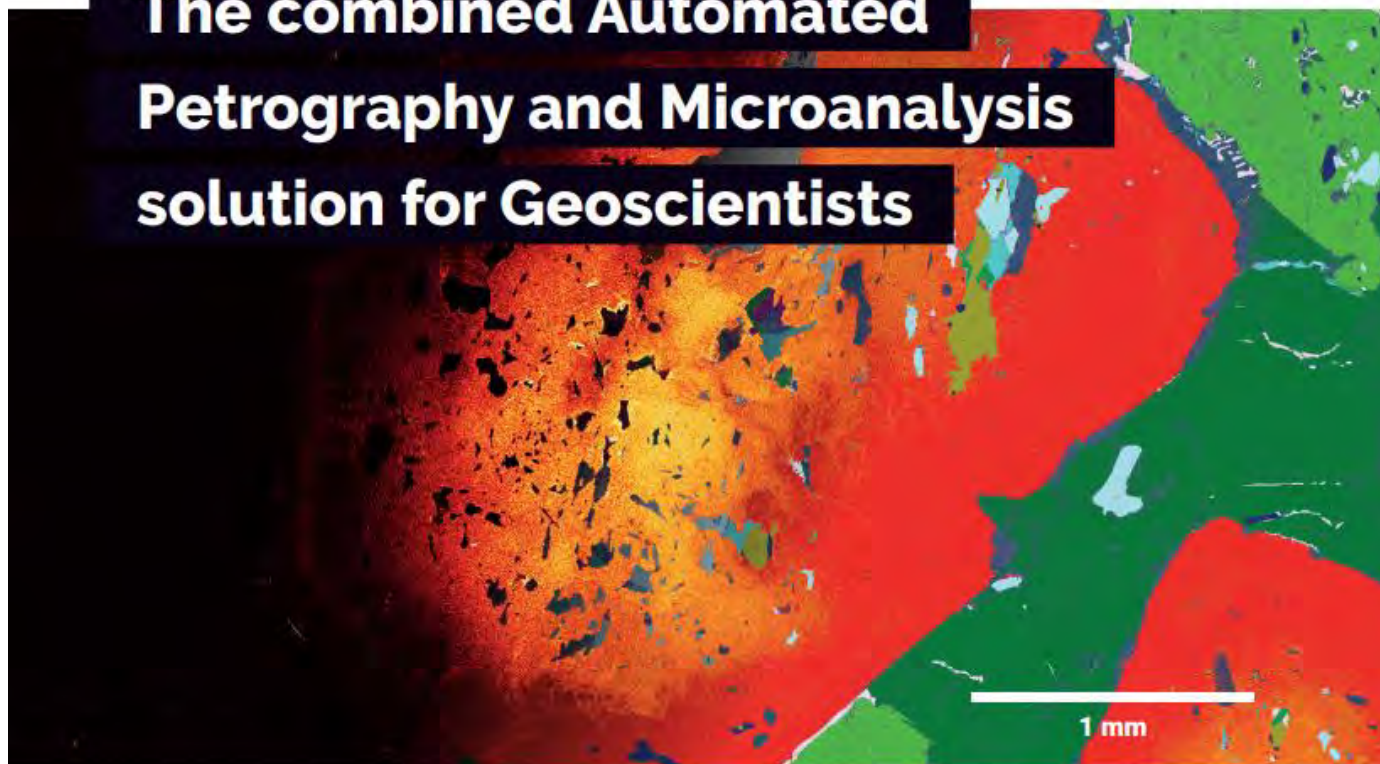 The combined Automated
Petrography and Microanalysis
solution for Geoscientists
1 mm